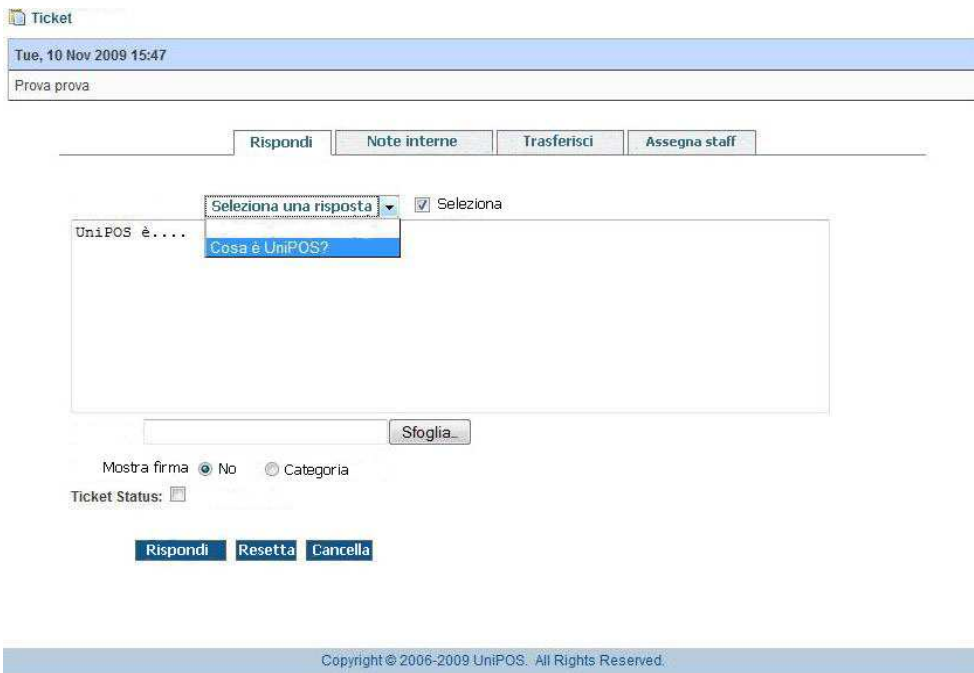 Ticket
Tue, 10 Nov 2009 15:47
Prova prova
Rispondi Note interne Trasferisci Assegna staff
Seleziona una risposta Seleziona
UniPOS è....
Cosa è UniPOS?
Sfoglia...
Mostra firma No Categoria
Ticket Status:
Rispondi Resetta Cancella
Copyright © 2006-2009 UniPOS. All Rights Reserved.